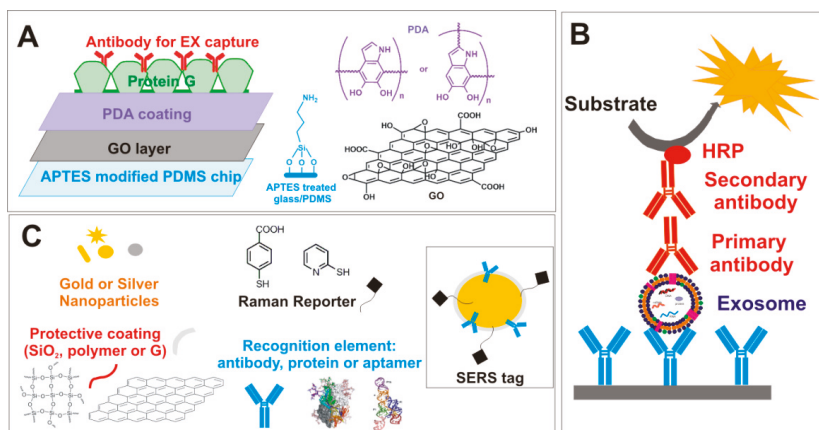 A
Antibody for EX capture
Protein G
PDA coating
GO layer
APTES modified PDMS chip
NH₂
Si
O O O
APTES treated
glass/PDMS
PDA
NH
HO OH
n
or
NH
HO OH
n
COOH
HO
OH
HOOC
OH
COOH
GO
B
Substrate
HRP
Secondary
antibody
Primary
antibody
Exosome
C
Gold or Silver
Nanoparticles
COOH
SH
N
SH
Raman Reporter
Protective coating
(SiO₂, polymer or G)
Recognition element:
antibody, protein or aptamer
SERS tag